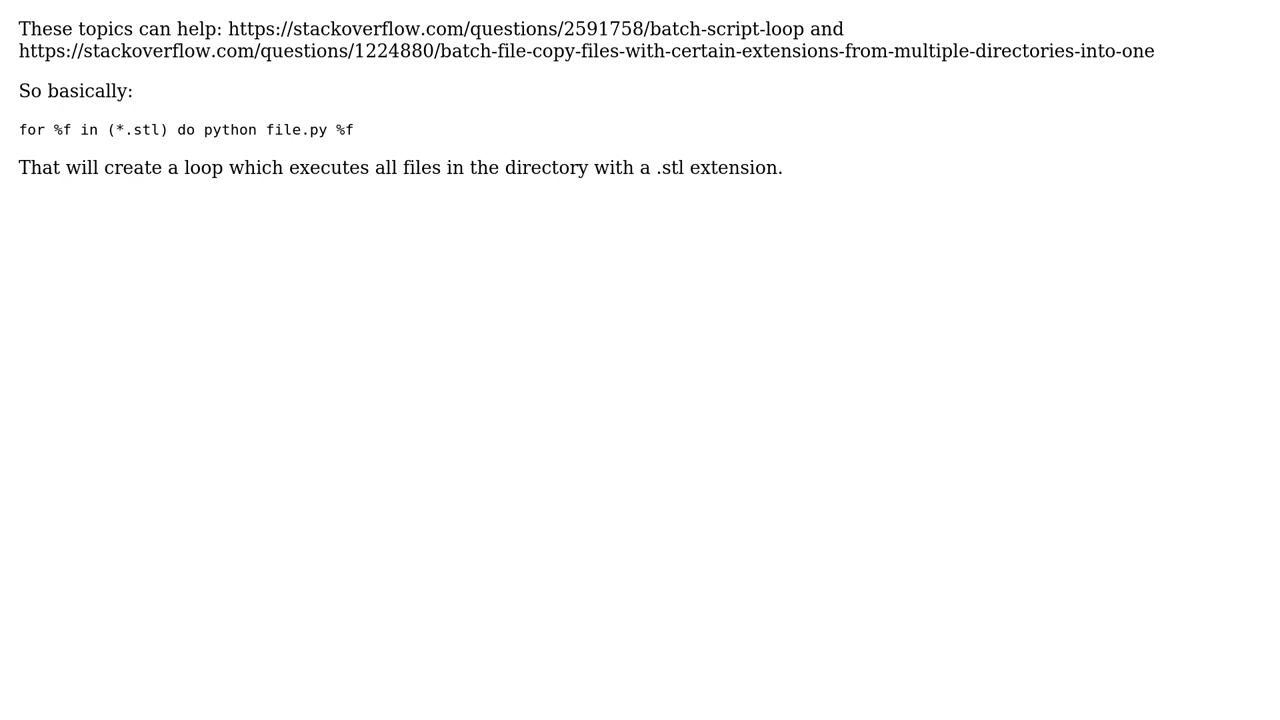 These topics can help: https://stackoverflow.com/questions/2591758/batch-script-loop and
https://stackoverflow.com/questions/1224880/batch-file-copy-files-with-certain-extensions-from-multiple-directories-into-one
So basically:
for %f in (*.stl) do python file.py %f
That will create a loop which executes all files in the directory with a .stl extension.